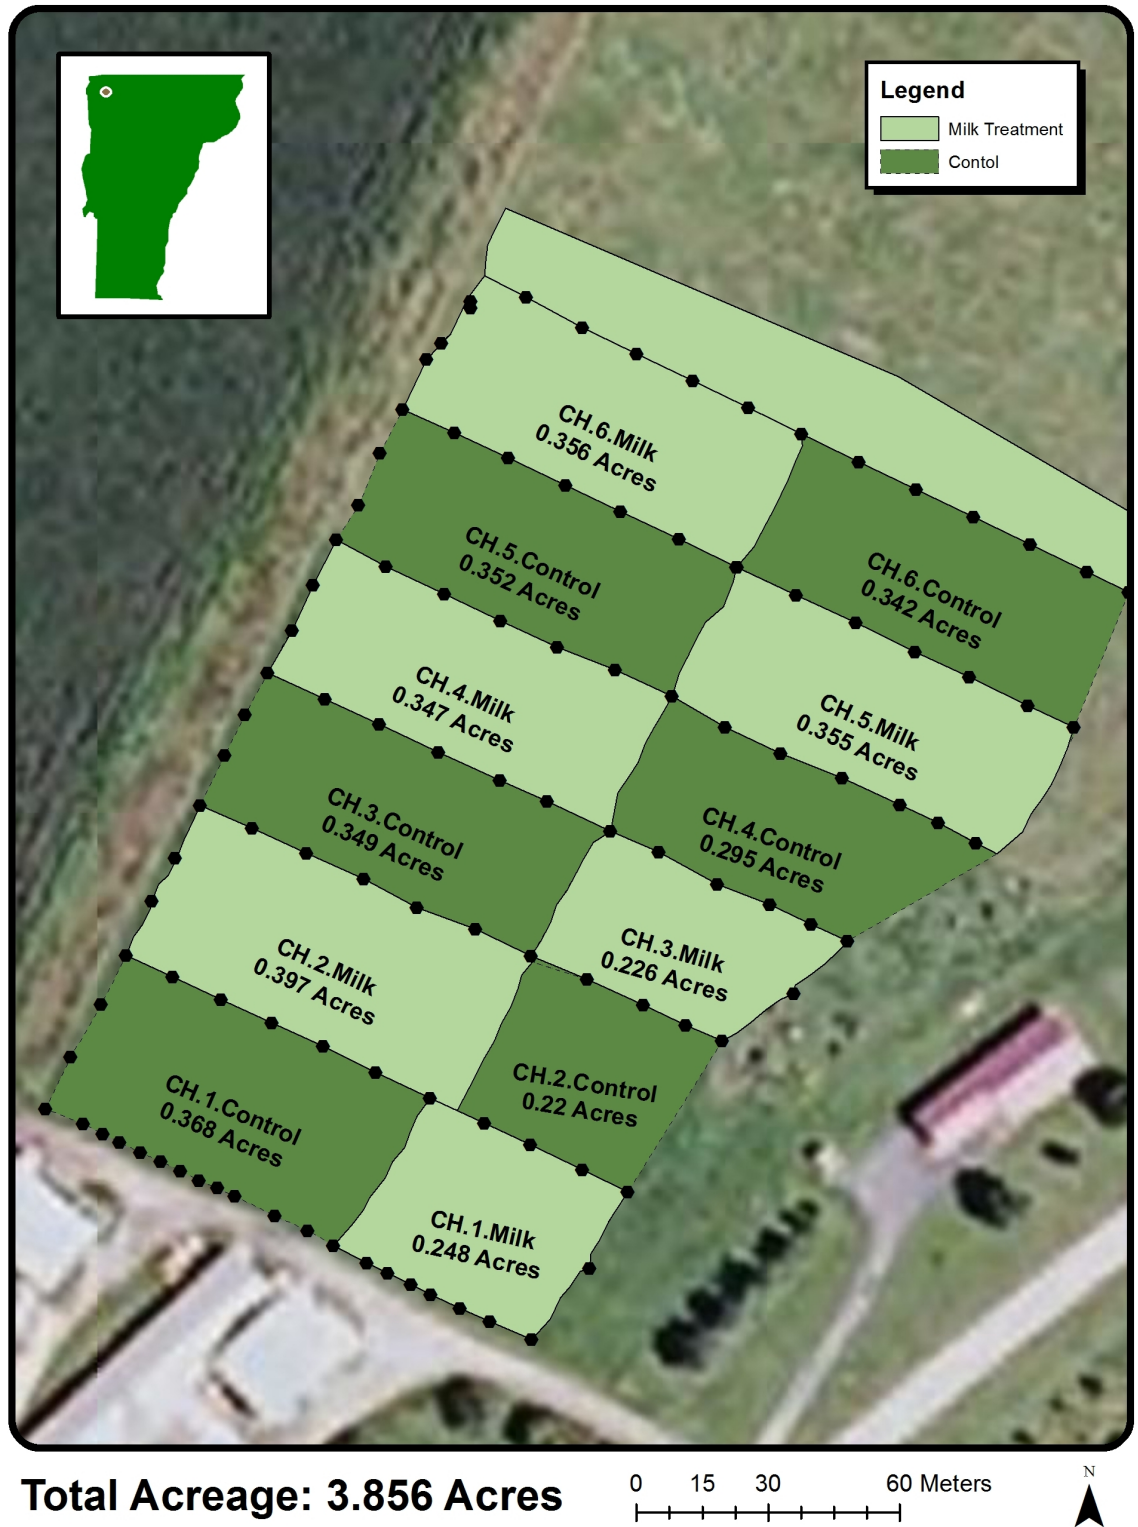 Legend
Milk Treatment
Contol
CH.6.Milk
0.356 Acres
CH.5.Control
0.352 Acres
CH.6.Control
0.342 Acres
CH.4.Milk
0.347 Acres
CH.5.Milk
0.355 Acres
CH.3.Control
0.349 Acres
CH.4.Control
0.295 Acres
CH.2.Milk
0.397 Acres
CH.3.Milk
0.226 Acres
CH.1.Control
0.368 Acres
CH.2.Control
0.22 Acres
CH.1.Milk
0.248 Acres
Total Acreage: 3.856 Acres
0 15 30 60 Meters
N